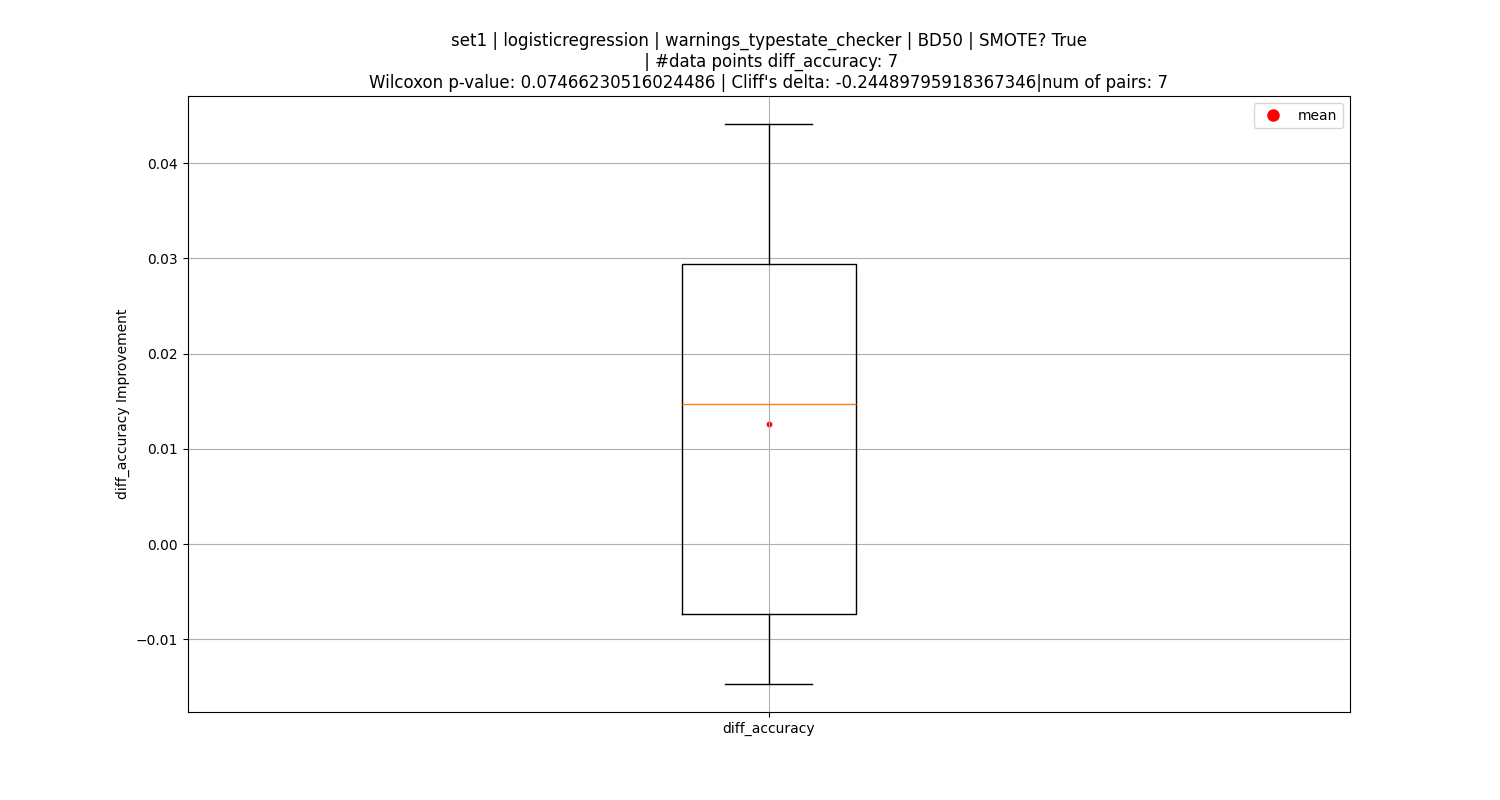 set1 | logisticregression | warnings_typestate_checker | BD50 | SMOTE? True
| #data points diff_accuracy: 7
Wilcoxon p-value: 0.07466230516024486 | Cliff's delta: -0.24489795918367346|num of pairs: 7
mean
0.04
0.03
0.02
0.01
0.00
−0.01
diff_accuracy Improvement
diff_accuracy